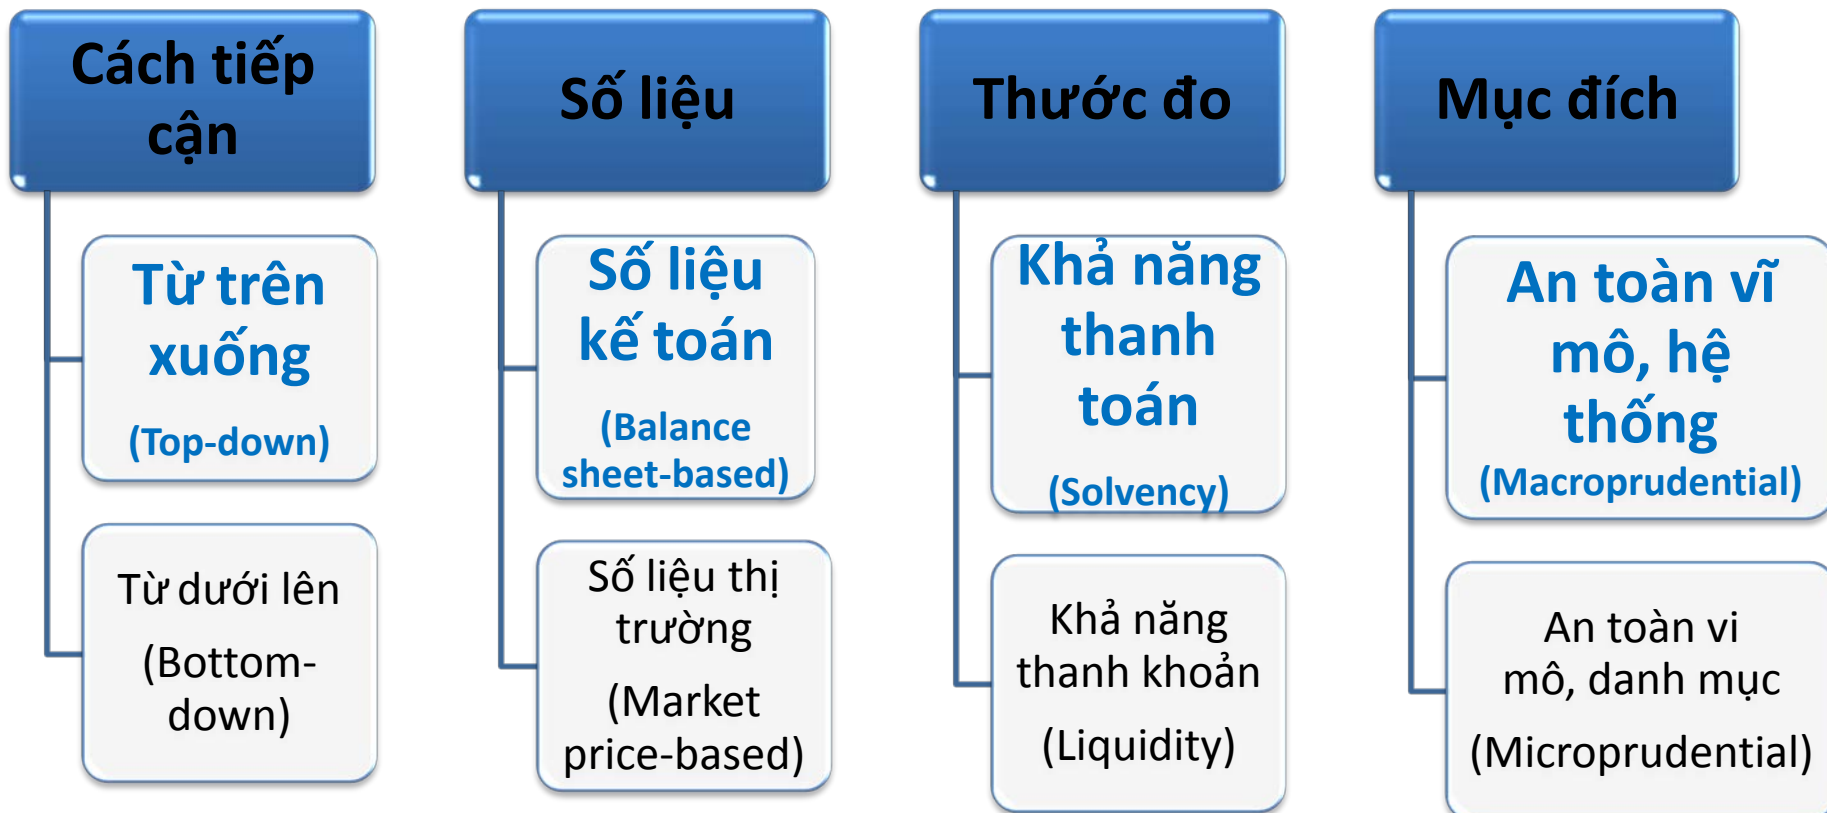 Cách tiếp
cận
Từ trên
xuống
(Top-down)
Từ dưới lên
(Bottom-
down)
Số liệu
Số liệu
kế toán
(Balance
sheet-based)
Số liệu thị
trường
(Market
price-based)
Thước đo
Khả năng
thanh
toán
(Solvency)
Khả năng
thanh khoản
(Liquidity)
Mục đích
An toàn vĩ
mô, hệ
thống
(Macroprudential)
An toàn vi
mô, danh mục
(Microprudential)